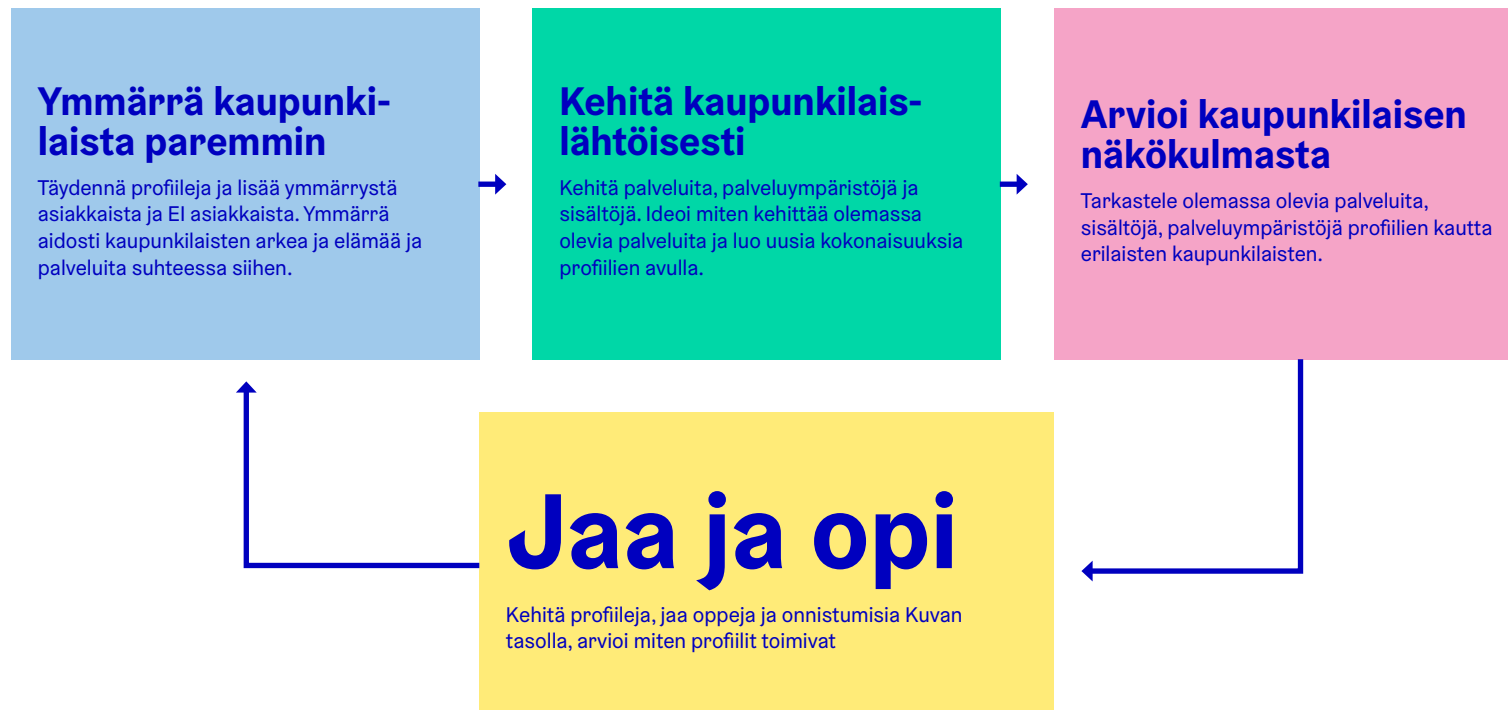 Ymmärrä kaupunki-
laista paremmin
Täydennä profiileja ja lisää ymmärrystä
asiakkaista ja EI asiakkaista. Ymmärrä
aidosti kaupunkilaisten arkea ja elämää ja
palveluita suhteessa siihen.
Kehitä kaupunkilais-
lähtöisesti
Kehitä palveluita, palveluympäristöjä ja
sisältöjä. Ideoi miten kehittää olemassa
olevia palveluita ja luo uusia kokonaisuuksia
profiilien avulla.
Arvioi kaupunkilaisen
näkökulmasta
Tarkastele olemassa olevia palveluita,
sisältöjä, palveluympäristöjä profiilien kautta
erilaisten kaupunkilaisten.
Jaa ja opi
Kehitä profiileja, jaa oppeja ja onnistumisia Kuvan
tasolla, arvioi miten profiilit toimivat